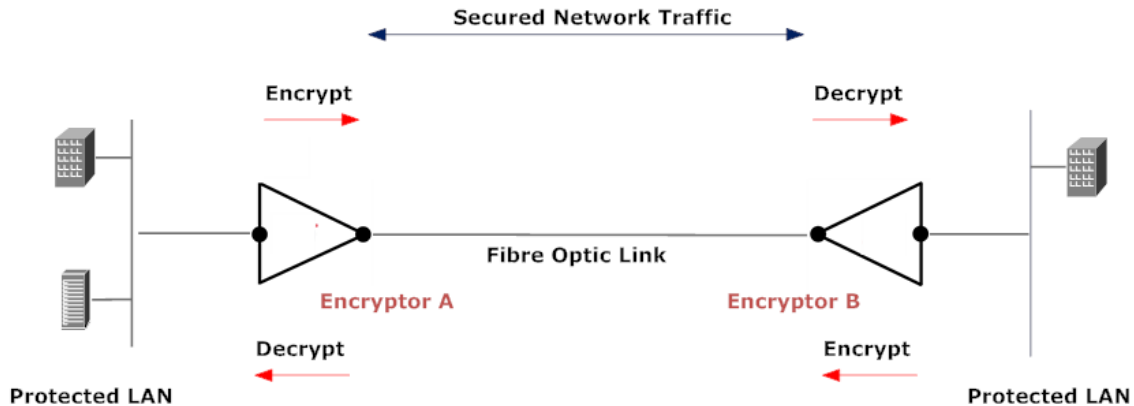 Secured Network Traffic
Encrypt
Decrypt
Fibre Optic Link
Encryptor A
Encryptor B
Decrypt
Encrypt
Protected LAN
Protected LAN